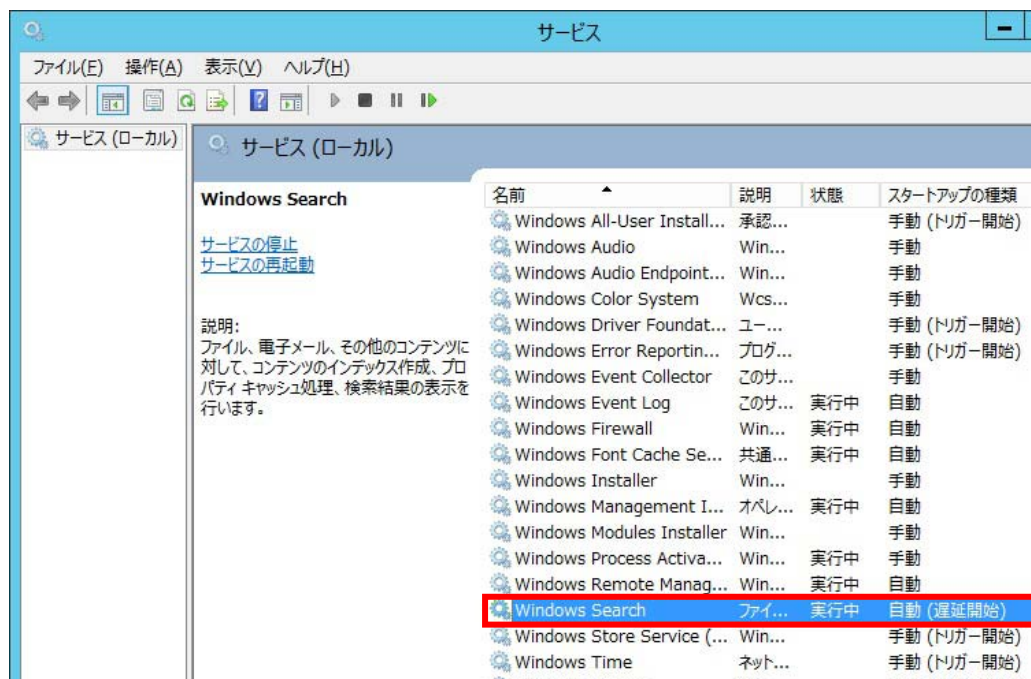 サービス
ファイル(F) 操作(A) 表示(V) ヘルプ(H)
サービス (ローカル)
サービス (ローカル)
Windows Search
サービスの停止
サービスの再起動
説明:
ファイル、電子メール、その他のコンテンツに
対して、コンテンツのインデックス作成、プロ
パティ キャッシュ処理、検索結果の表示を
行います。
名前 説明 状態 スタートアップの種類
Windows All-User Install... 承認... 手動 (トリガー開始)
Windows Audio Win... 手動
Windows Audio Endpoint... Win... 手動
Windows Color System Wcs... 手動
Windows Driver Foundat... ユー... 手動 (トリガー開始)
Windows Error Reportin... プログ... 手動 (トリガー開始)
Windows Event Collector このサ... 手動
Windows Event Log このサ... 実行中 自動
Windows Firewall Win... 実行中 自動
Windows Font Cache Se... 共通... 実行中 自動
Windows Installer Win... 手動
Windows Management I... オペレ... 実行中 自動
Windows Modules Installer Win... 手動
Windows Process Activa... Win... 実行中 手動
Windows Remote Manag... Win... 実行中 自動
Windows Search ファイ... 実行中 自動 (遅延開始)
Windows Store Service (... Win... 手動 (トリガー開始)
Windows Time ネット... 手動 (トリガー開始)